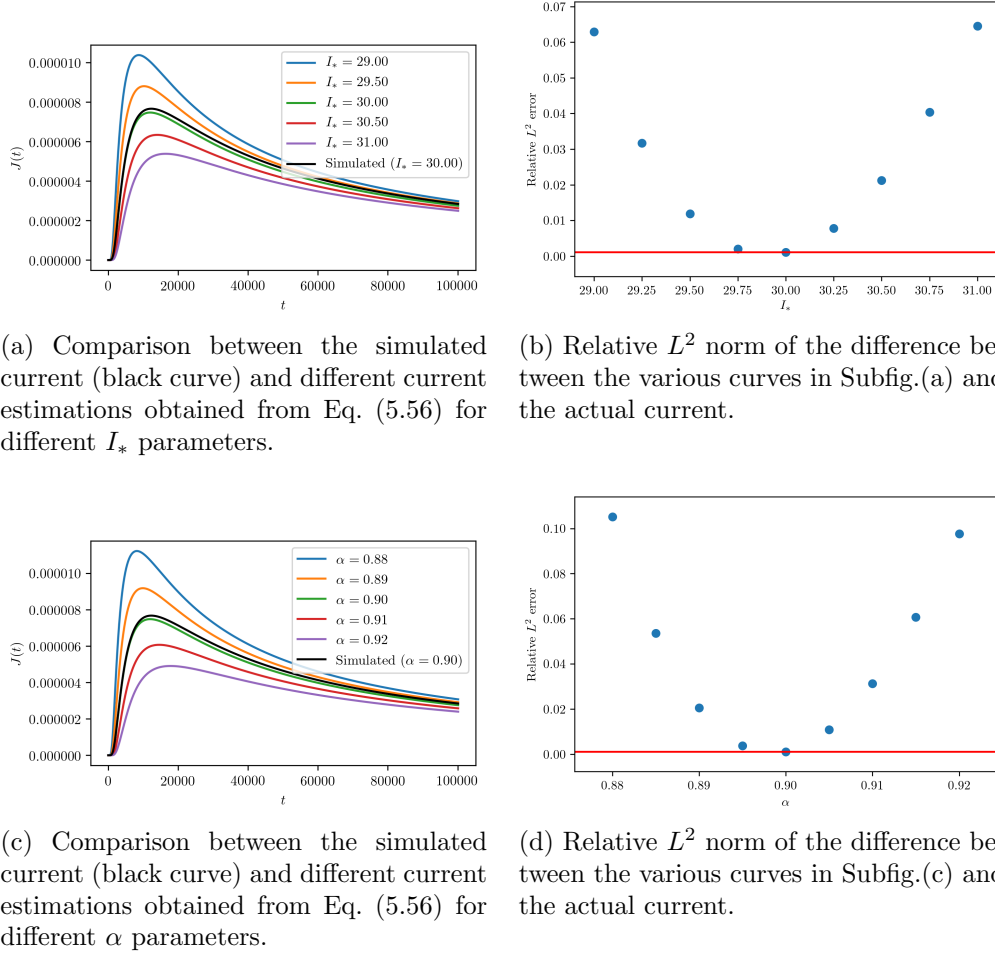 0.000010
0.000008
0.000006
0.000004
0.000002
0.000000
J(t)
I∗ = 29.00
I∗ = 29.50
I∗ = 30.00
I∗ = 30.50
I∗ = 31.00
Simulated (I∗ = 30.00)
0 20000 40000 60000 80000 100000
t
0.07
0.06
0.05
0.04
0.03
0.02
0.01
0.00
Relative L² error
29.00 29.25 29.50 29.75 30.00 30.25 30.50 30.75 31.00
I∗
(a) Comparison between the simulated
current (black curve) and different current
estimations obtained from Eq. (5.56) for
different I∗ parameters.
(b) Relative L² norm of the difference be
tween the various curves in Subfig.(a) and
the actual current.
0.000010
0.000008
0.000006
0.000004
0.000002
0.000000
J(t)
α = 0.88
α = 0.89
α = 0.90
α = 0.91
α = 0.92
Simulated (α = 0.90)
0 20000 40000 60000 80000 100000
t
0.10
0.08
0.06
0.04
0.02
0.00
Relative L² error
0.88 0.89 0.90 0.91 0.92
α
(c) Comparison between the simulated
current (black curve) and different current
estimations obtained from Eq. (5.56) for
different α parameters.
(d) Relative L² norm of the difference be
tween the various curves in Subfig.(c) and
the actual current.